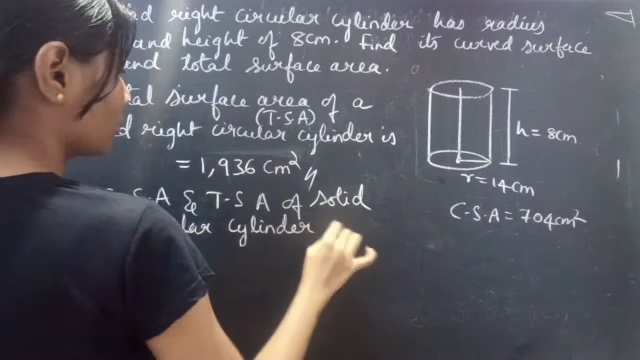 right circular cylinder has radius
and height of 8cm. Find its curved surface
and total surface area.
surface area of a
(T-S A)
right circular cylinder is
= 1,936 cm²
S.A & T-S A of solid
cylinder
h = 8cm
r = 14cm
C-S.A = 704cm²